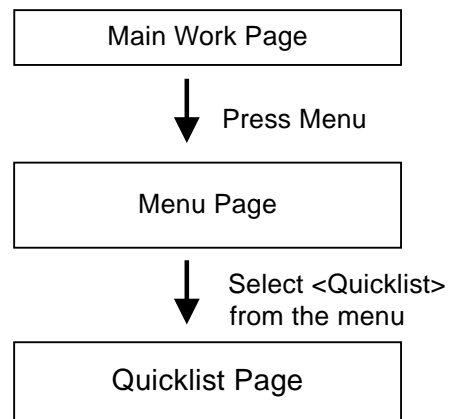 Main Work Page
Press Menu
Menu Page
Select <Quicklist>
from the menu
Quicklist Page